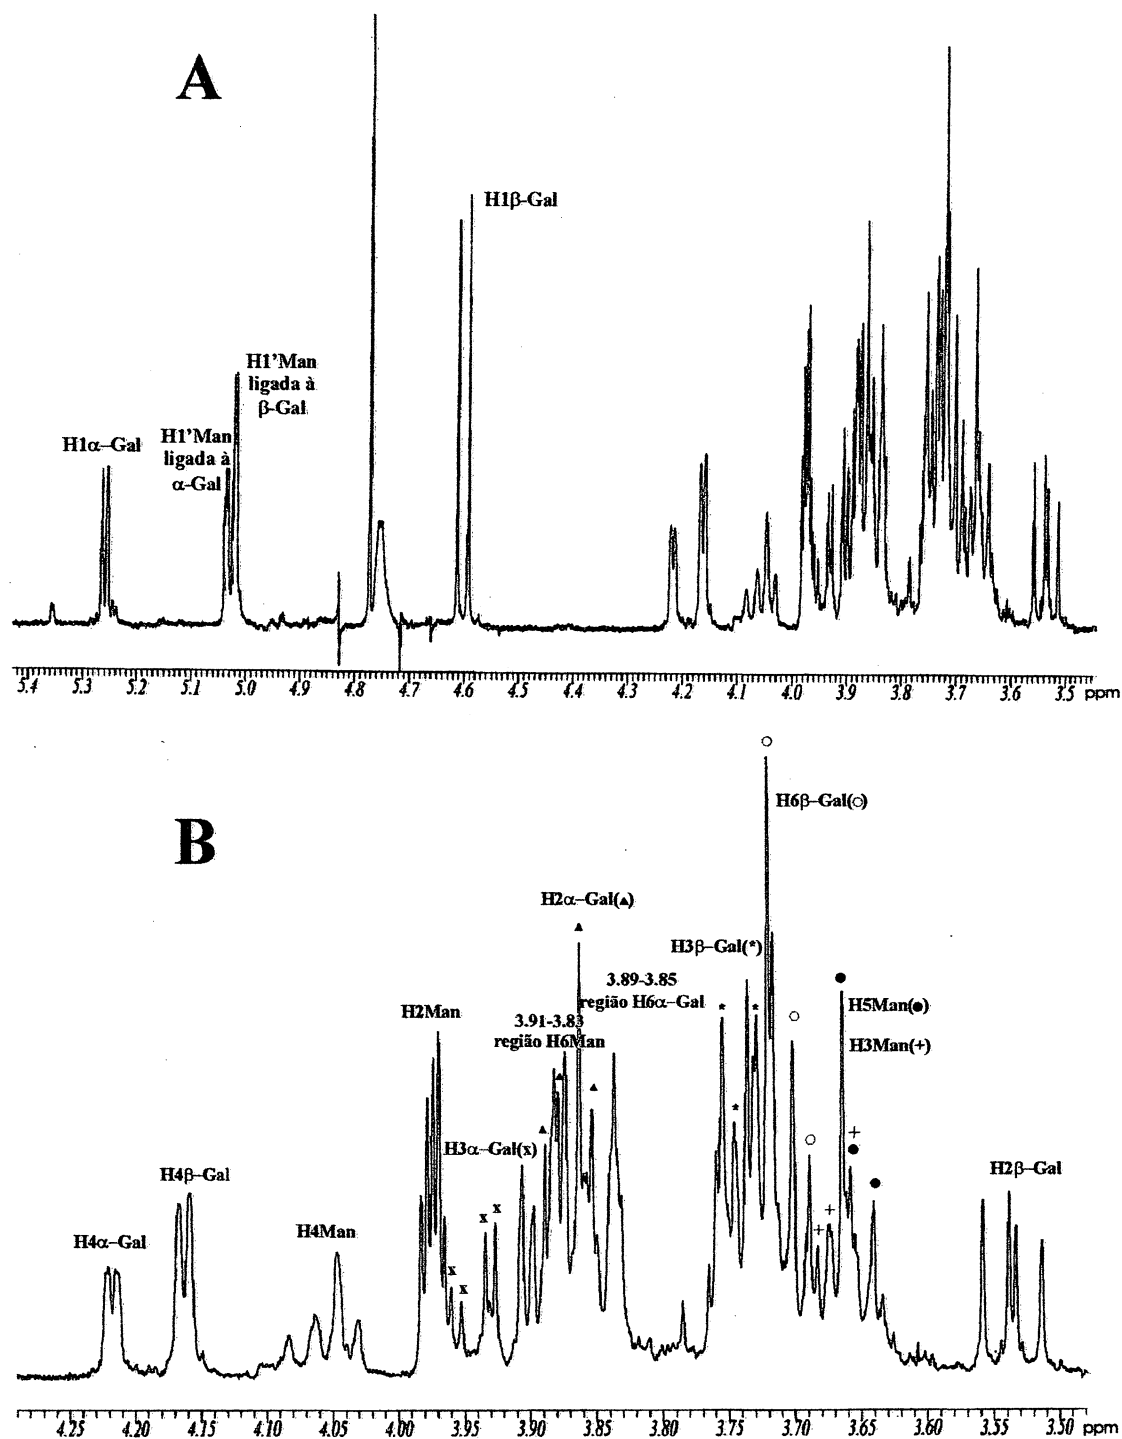 A
H1β-Gal
H1'Man
ligada à
β-Gal
H1α–Gal
H1'Man
ligada à
α-Gal
5.4 5.3 5.2 5.1 5.0 4.9 4.8 4.7 4.6 4.5 4.4 4.3 4.2 4.1 4.0 3.9 3.8 3.7 3.6 3.5 ppm
B
H6β–Gal(○)
H2α–Gal(▲)
H3β–Gal(*)
3.89-3.85
região H6α–Gal
H2Man
3.91-3.83
região H6Man
H5Man(●)
H3Man(+)
H3α–Gal(x)
H4β–Gal
H2β–Gal
H4α–Gal
H4Man
4.25 4.20 4.15 4.10 4.05 4.00 3.95 3.90 3.85 3.80 3.75 3.70 3.65 3.60 3.55 3.50 ppm